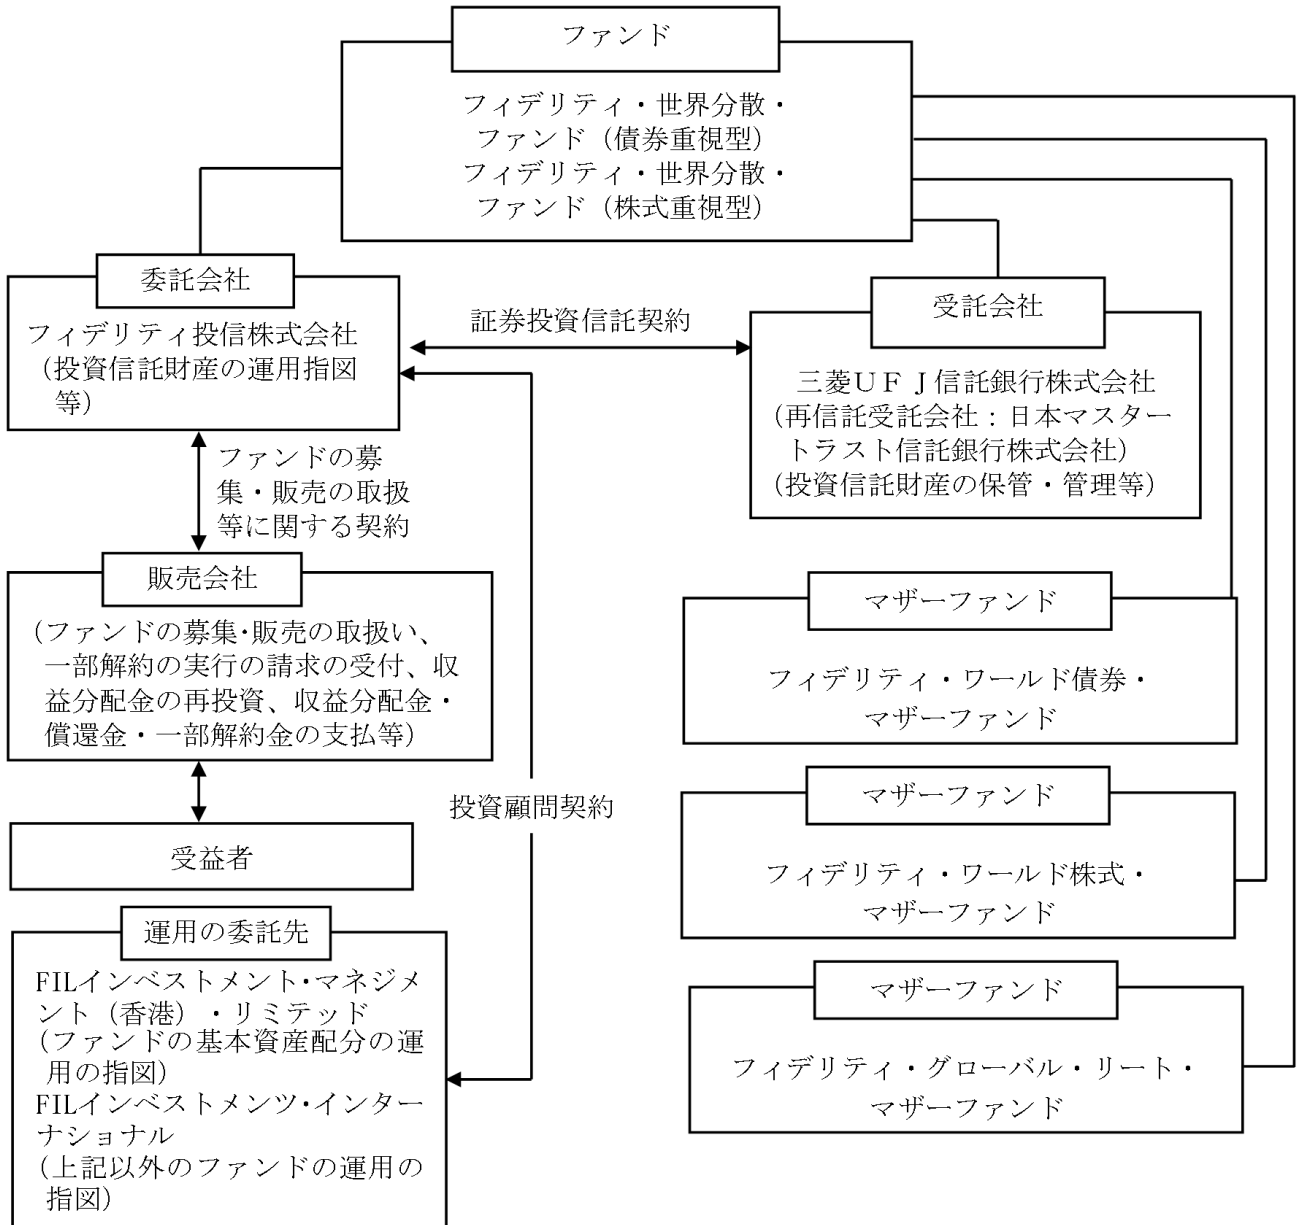 ファンド
フィデリティ・世界分散・
ファンド（債券重視型）
フィデリティ・世界分散・
ファンド（株式重視型）
委託会社
フィデリティ投信株式会社
（投資信託財産の運用指図
等）
証券投資信託契約
受託会社
三菱ＵＦＪ信託銀行株式会社
（再信託受託会社：日本マスター
トラスト信託銀行株式会社）
（投資信託財産の保管・管理等）
ファンドの募
集・販売の取扱
等に関する契約
販売会社
（ファンドの募集･販売の取扱い、
一部解約の実行の請求の受付、収
益分配金の再投資、収益分配金・
償還金・一部解約金の支払等）
投資顧問契約
受益者
運用の委託先
FILインベストメント･マネジメ
ント（香港）・リミテッド
（ファンドの基本資産配分の運
用の指図）
FILインベストメンツ･インター
ナショナル
（上記以外のファンドの運用の
指図）
マザーファンド
フィデリティ・ワールド債券・
マザーファンド
マザーファンド
フィデリティ・ワールド株式・
マザーファンド
マザーファンド
フィデリティ・グローバル・リート・
マザーファンド